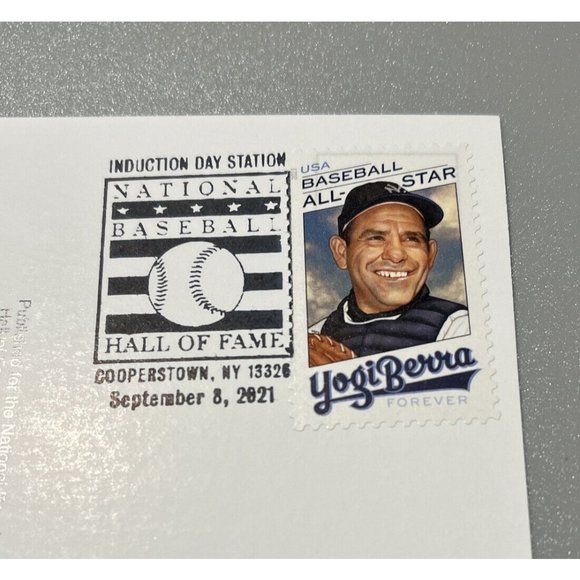 INDUCTION DAY STATION
NATIONAL
BASEBALL
HALL OF FAME
COOPERSTOWN, NY 13326
September 8, 2021
USA
BASEBALL
ALL-STAR
Yogi Berra
FOREVER